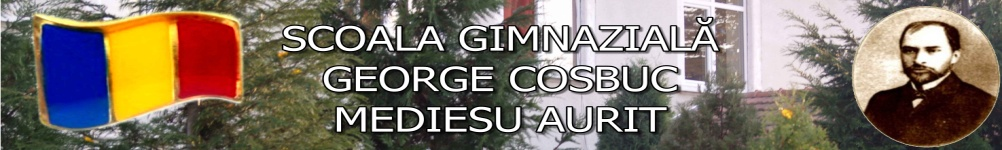 SCOALA GIMNAZIALĂ
GEORGE COSBUC
MEDIESU AURIT